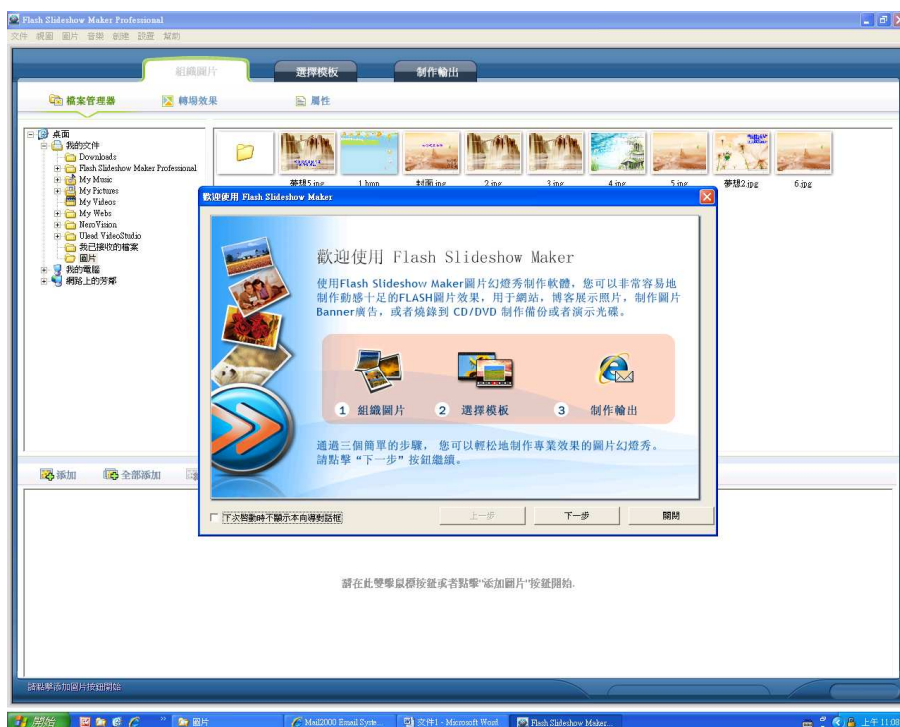 Flash Slideshow Maker Professional
文件 視圖 圖片 音樂 創建 設置 幫助
組織圖片 選擇模板 制作輸出
檔案管理器 轉場效果 屬性
桌面
我的文件
Downloads
Flash Slideshow Maker Professional
My Music
My Pictures
My Videos
My Webs
NeroVision
Ulead VideoStudio
我已接收的檔案
圖片
我的電腦
網路上的芳鄰
夢想5.jpg 1.bmp 封面.jpg 2.jpg 3.jpg 4.jpg 5.jpg 夢想2.jpg 6.jpg
歡迎使用 Flash Slideshow Maker
歡迎使用 Flash Slideshow Maker
使用Flash Slideshow Maker圖片幻燈秀制作軟體，您可以非常容易地
制作動感十足的FLASH圖片效果，用于網站，博客展示照片，制作圖片
Banner廣告，或者燒錄到 CD/DVD 制作備份或者演示光碟。
1 組織圖片 2 選擇模板 3 制作輸出
通過三個簡單的步驟， 您可以輕松地制作專業效果的圖片幻燈秀。
請點擊 “下一步” 按鈕繼續。
下次啓動時不顯示本向導對話框 上一步 下一步 關閉
添加 全部添加
請在此雙擊鼠標按鈕或者點擊"添加圖片"按鈕開始.
請點擊添加圖片按鈕開始
開始 圖片 Mail2000 Email Syste... 文件1 - Microsoft Word Flash Slideshow Maker... 上午 11:08